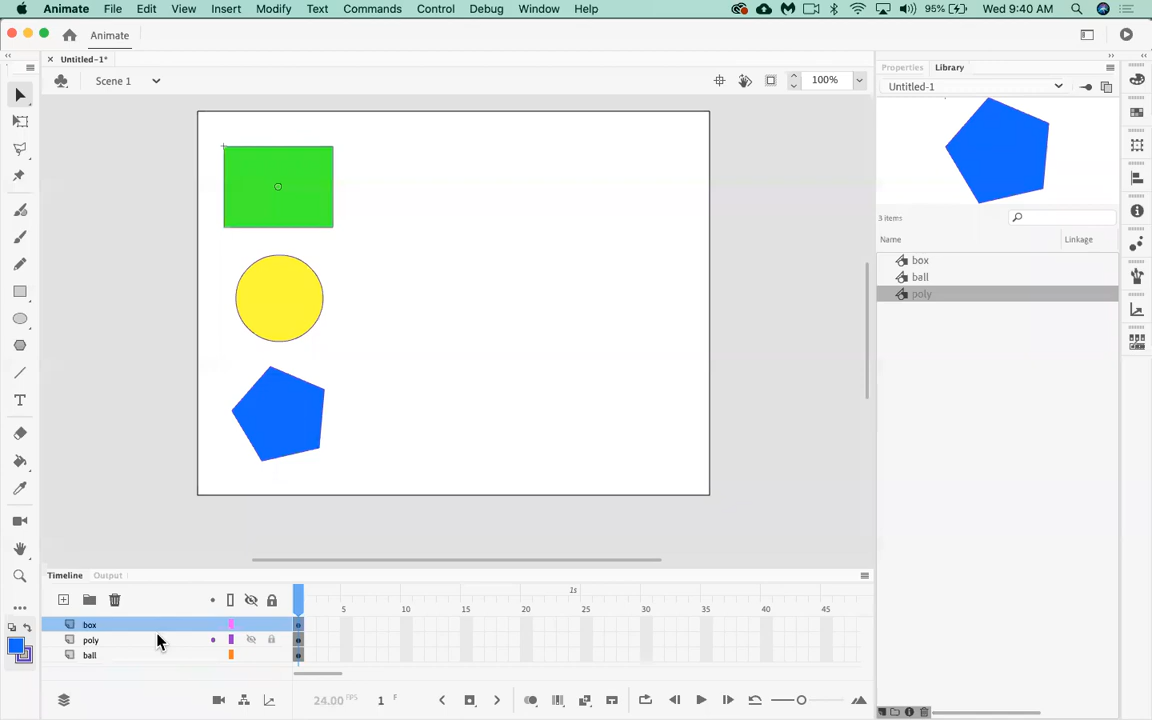 Animate File Edit View Insert Modify Text Commands Control Debug Window Help 95% Wed 9:40 AM
Animate
Untitled-1*
Properties Library
Scene 1 100%
Untitled-1
3 items
Name Linkage
box
ball
poly
Timeline Output
1s
5 10 15 20 25 30 35 40 45
box
poly
ball
24.00 FPS 1 F